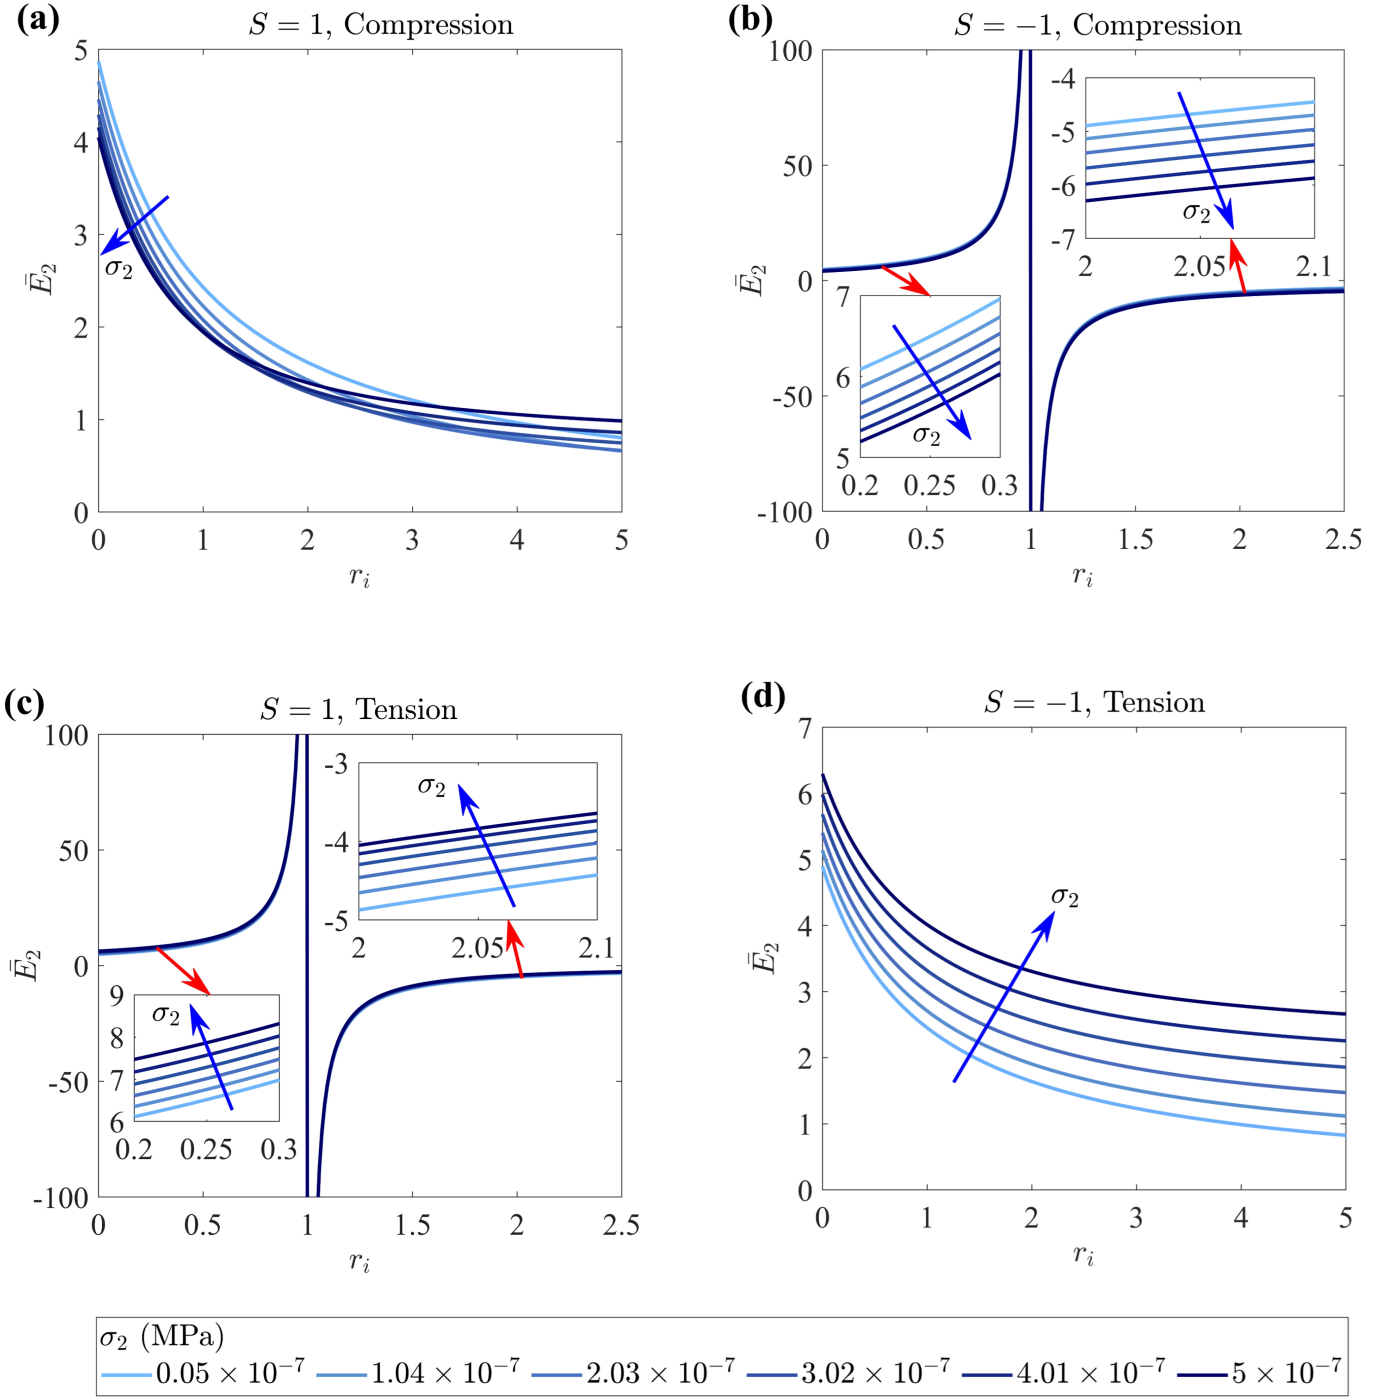 (a)
S = 1, Compression
5
4
3
2
1
0
0 1 2 3 4 5
Ē₂
rᵢ
σ₂
(b)
S = −1, Compression
100
50
0
-50
-100
0 0.5 1 1.5 2 2.5
Ē₂
rᵢ
-4
-5
-6
-7
2 2.05 2.1
σ₂
7
6
5
0.2 0.25 0.3
σ₂
(c)
S = 1, Tension
100
50
0
-50
-100
0 0.5 1 1.5 2 2.5
Ē₂
rᵢ
-3
-4
-5
2 2.05 2.1
σ₂
9
8
7
6
0.2 0.25 0.3
σ₂
(d)
S = −1, Tension
7
6
5
4
3
2
1
0
0 1 2 3 4 5
Ē₂
rᵢ
σ₂
σ₂ (MPa)
0.05 × 10⁻⁷ 1.04 × 10⁻⁷ 2.03 × 10⁻⁷ 3.02 × 10⁻⁷ 4.01 × 10⁻⁷ 5 × 10⁻⁷